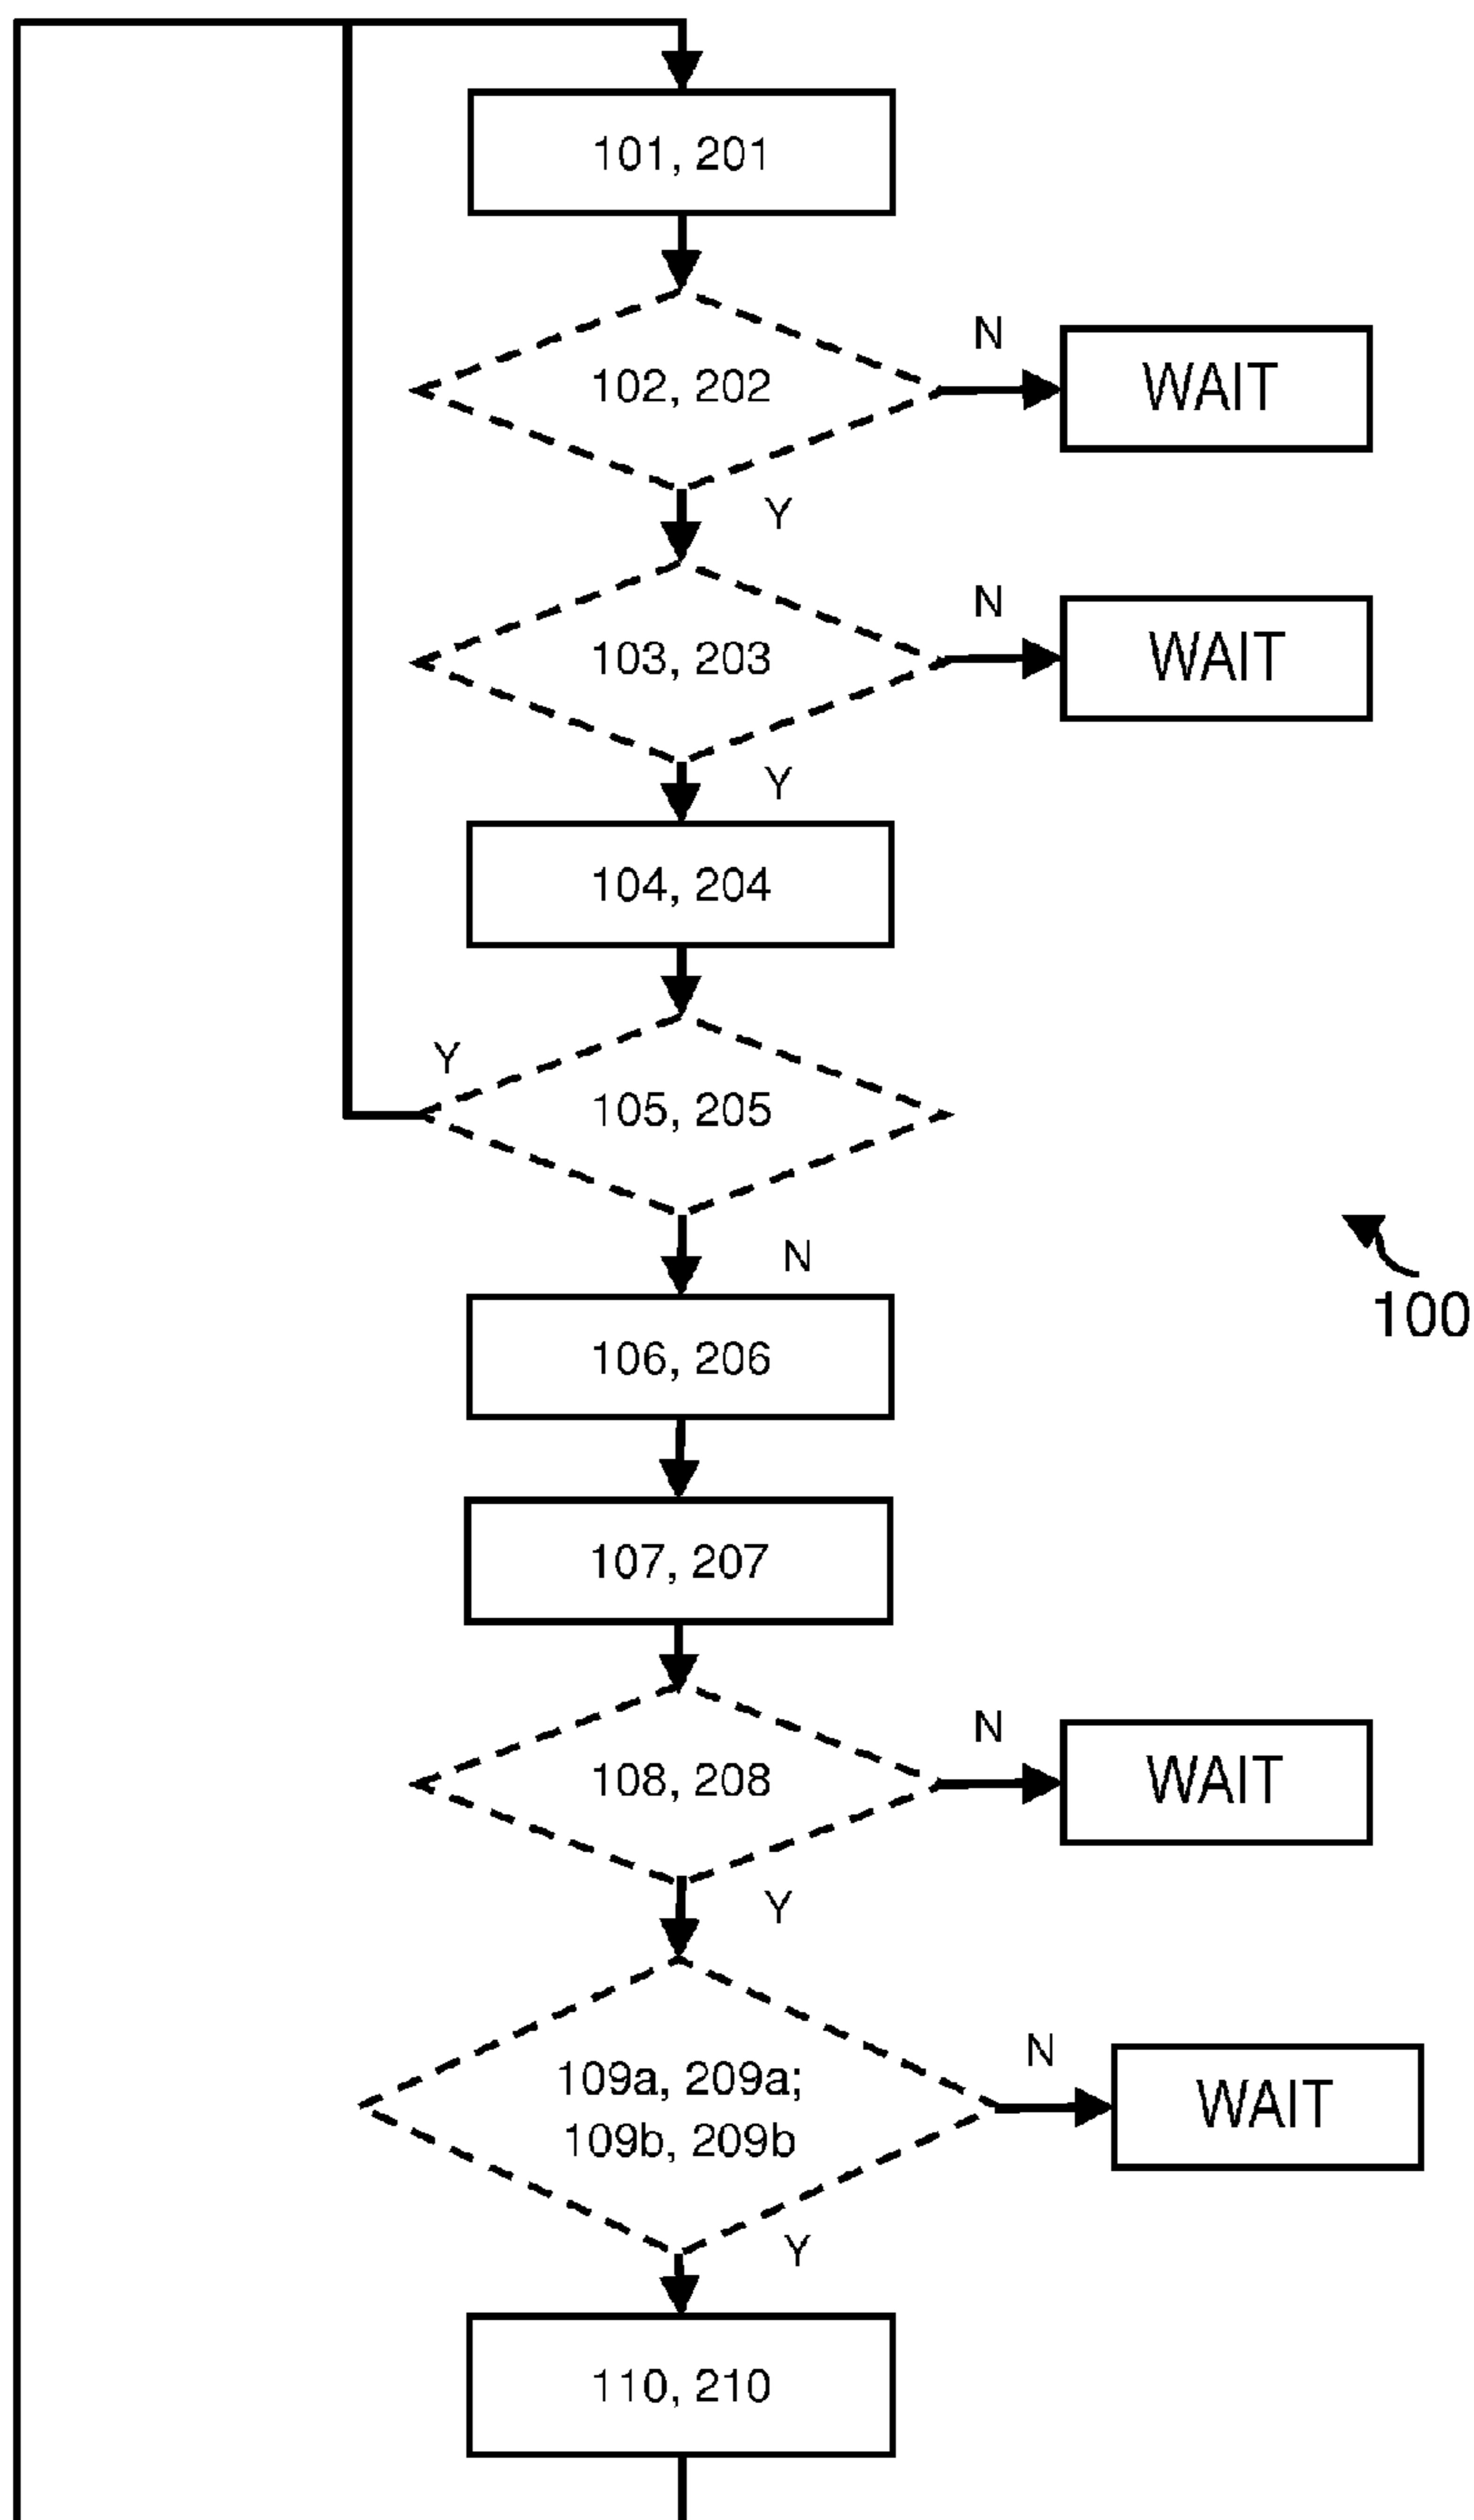 101, 201
N
102, 202
WAIT
Y
N
103, 203
WAIT
Y
104, 204
Y
105, 205
N
100
106, 206
107, 207
N
108, 208
WAIT
Y
N
109a, 209a;
109b, 209b
WAIT
Y
110, 210